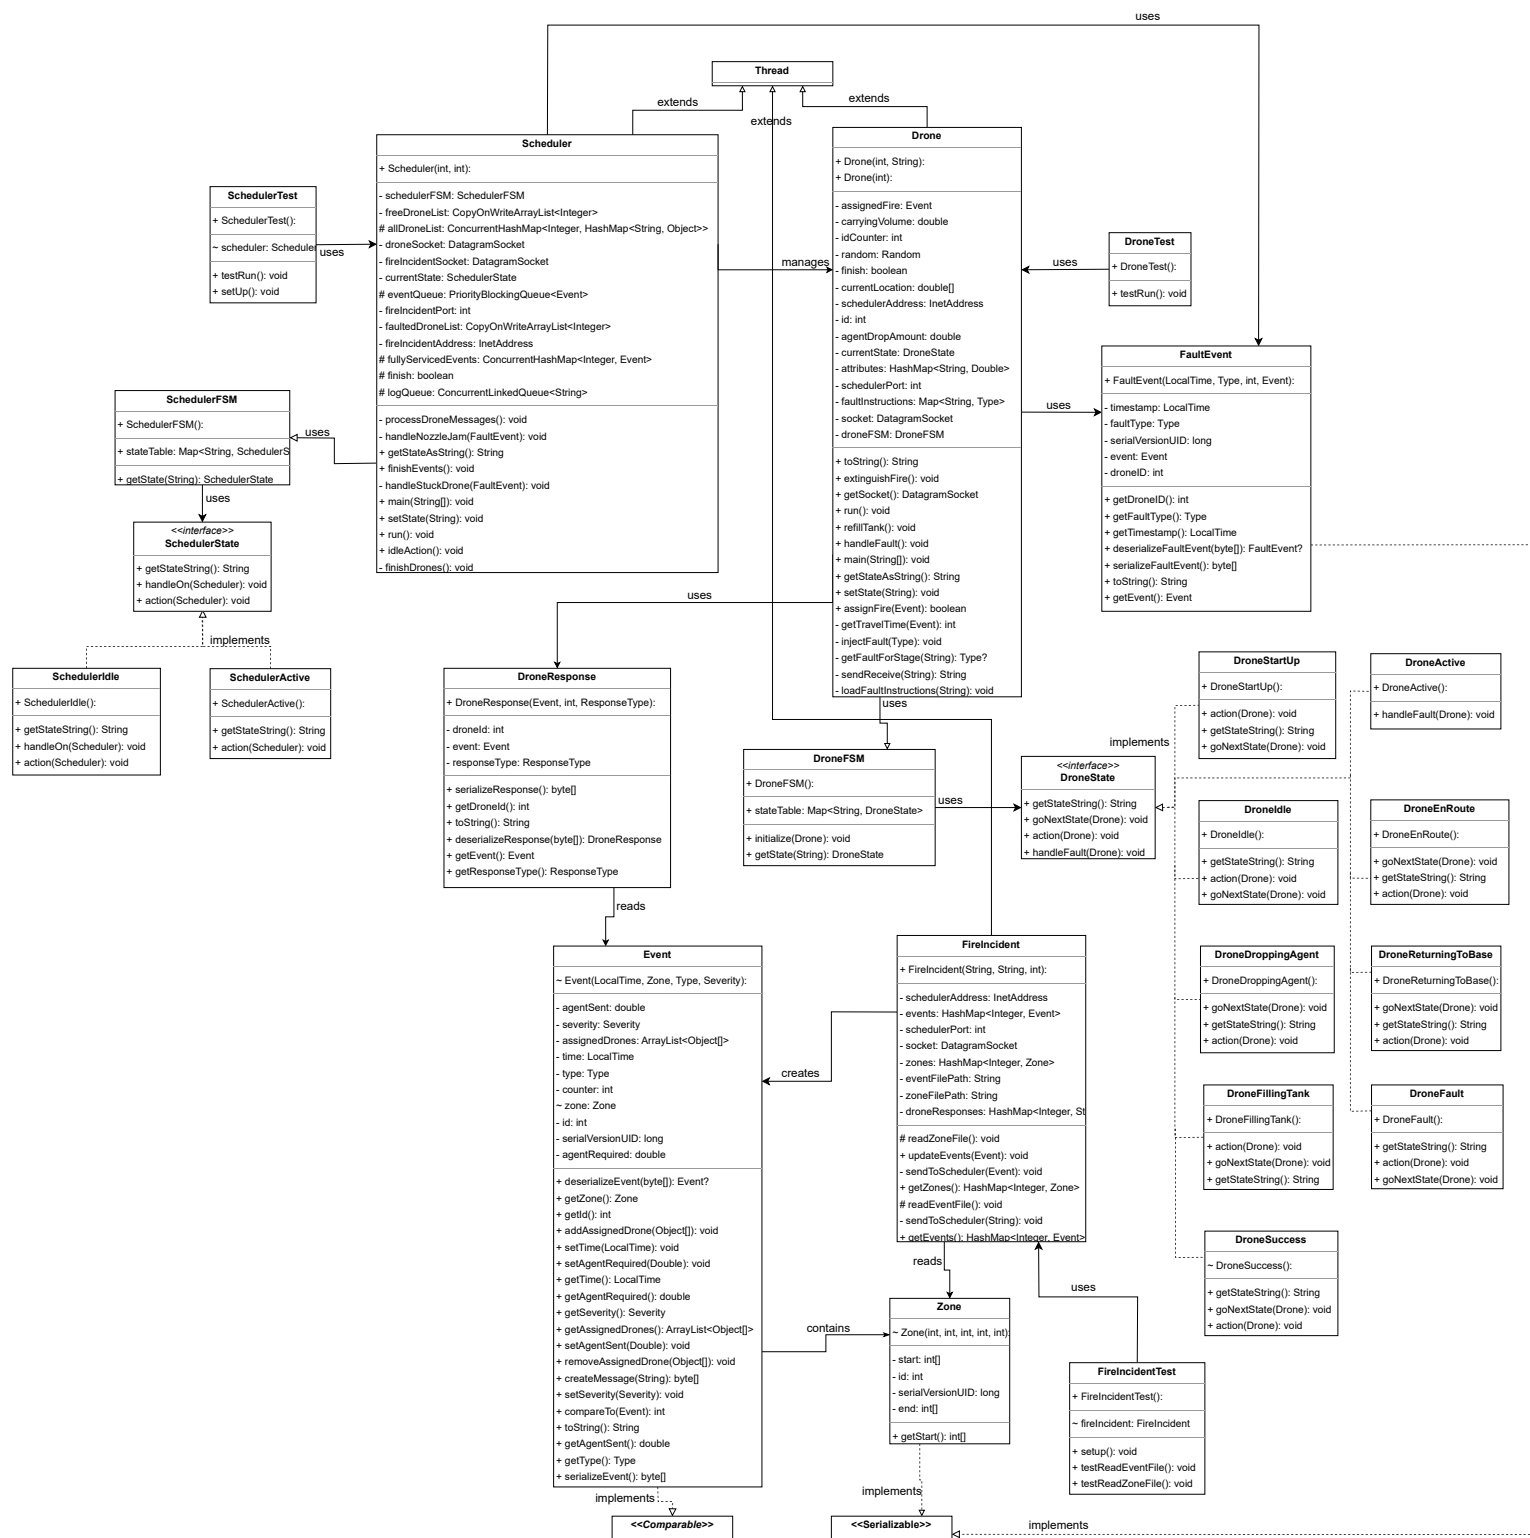 uses
Thread
extends
extends
extends
Scheduler
+ Scheduler(int, int):
- schedulerFSM: SchedulerFSM
- freeDroneList: CopyOnWriteArrayList<Integer>
# allDroneList: ConcurrentHashMap<Integer, HashMap<String, Object>>
- droneSocket: DatagramSocket
- fireIncidentSocket: DatagramSocket
- currentState: SchedulerState
# eventQueue: PriorityBlockingQueue<Event>
- fireIncidentPort: int
- faultedDroneList: CopyOnWriteArrayList<Integer>
- fireIncidentAddress: InetAddress
# fullyServicedEvents: ConcurrentHashMap<Integer, Event>
# finish: boolean
# logQueue: ConcurrentLinkedQueue<String>
- processDroneMessages(): void
- handleNozzleJam(FaultEvent): void
+ getStateAsString(): String
+ finishEvents(): void
- handleStuckDrone(FaultEvent): void
+ main(String[]): void
+ setState(String): void
+ run(): void
+ idleAction(): void
- finishDrones(): void
Drone
+ Drone(int, String):
+ Drone(int):
- assignedFire: Event
- carryingVolume: double
- idCounter: int
- random: Random
- finish: boolean
- currentLocation: double[]
- schedulerAddress: InetAddress
- id: int
- agentDropAmount: double
- currentState: DroneState
- attributes: HashMap<String, Double>
- schedulerPort: int
- faultInstructions: Map<String, Type>
- socket: DatagramSocket
- droneFSM: DroneFSM
+ toString(): String
+ extinguishFire(): void
+ getSocket(): DatagramSocket
+ run(): void
+ refillTank(): void
+ handleFault(): void
+ main(String[]): void
+ getStateAsString(): String
+ setState(String): void
+ assignFire(Event): boolean
- getTravelTime(Event): int
- injectFault(Type): void
- getFaultForStage(String): Type?
- sendReceive(String): String
- loadFaultInstructions(String): void
SchedulerTest
+ SchedulerTest():
~ scheduler: Scheduler
+ testRun(): void
+ setUp(): void
uses
manages
DroneTest
+ DroneTest():
+ testRun(): void
uses
FaultEvent
+ FaultEvent(LocalTime, Type, int, Event):
- timestamp: LocalTime
- faultType: Type
- serialVersionUID: long
- event: Event
- droneID: int
+ getDroneID(): int
+ getFaultType(): Type
+ getTimestamp(): LocalTime
+ deserializeFaultEvent(byte[]): FaultEvent?
+ serializeFaultEvent(): byte[]
+ toString(): String
+ getEvent(): Event
uses
SchedulerFSM
+ SchedulerFSM():
+ stateTable: Map<String, SchedulerS
+ getState(String): SchedulerState
uses
uses
<<interface>>
SchedulerState
+ getStateString(): String
+ handleOn(Scheduler): void
+ action(Scheduler): void
implements
SchedulerIdle
+ SchedulerIdle():
+ getStateString(): String
+ handleOn(Scheduler): void
+ action(Scheduler): void
SchedulerActive
+ SchedulerActive():
+ getStateString(): String
+ action(Scheduler): void
uses
DroneResponse
+ DroneResponse(Event, int, ResponseType):
- droneId: int
- event: Event
- responseType: ResponseType
+ serializeResponse(): byte[]
+ getDroneId(): int
+ toString(): String
+ deserializeResponse(byte[]): DroneResponse
+ getEvent(): Event
+ getResponseType(): ResponseType
reads
uses
DroneFSM
+ DroneFSM():
+ stateTable: Map<String, DroneState>
+ initialize(Drone): void
+ getState(String): DroneState
uses
<<interface>>
DroneState
+ getStateString(): String
+ goNextState(Drone): void
+ action(Drone): void
+ handleFault(Drone): void
implements
DroneStartUp
+ DroneStartUp():
+ action(Drone): void
+ getStateString(): String
+ goNextState(Drone): void
DroneActive
+ DroneActive():
+ handleFault(Drone): void
DroneIdle
+ DroneIdle():
+ getStateString(): String
+ action(Drone): void
+ goNextState(Drone): void
DroneEnRoute
+ DroneEnRoute():
+ goNextState(Drone): void
+ getStateString(): String
+ action(Drone): void
DroneDroppingAgent
+ DroneDroppingAgent():
+ goNextState(Drone): void
+ getStateString(): String
+ action(Drone): void
DroneReturningToBase
+ DroneReturningToBase():
+ goNextState(Drone): void
+ getStateString(): String
+ action(Drone): void
DroneFillingTank
+ DroneFillingTank():
+ action(Drone): void
+ goNextState(Drone): void
+ getStateString(): String
DroneFault
+ DroneFault():
+ getStateString(): String
+ action(Drone): void
+ goNextState(Drone): void
DroneSuccess
~ DroneSuccess():
+ getStateString(): String
+ goNextState(Drone): void
+ action(Drone): void
Event
~ Event(LocalTime, Zone, Type, Severity):
- agentSent: double
- severity: Severity
- assignedDrones: ArrayList<Object[]>
- time: LocalTime
- type: Type
- counter: int
~ zone: Zone
- id: int
- serialVersionUID: long
- agentRequired: double
+ deserializeEvent(byte[]): Event?
+ getZone(): Zone
+ getId(): int
+ addAssignedDrone(Object[]): void
+ setTime(LocalTime): void
+ setAgentRequired(Double): void
+ getTime(): LocalTime
+ getAgentRequired(): double
+ getSeverity(): Severity
+ getAssignedDrones(): ArrayList<Object[]>
+ setAgentSent(Double): void
+ removeAssignedDrone(Object[]): void
+ createMessage(String): byte[]
+ setSeverity(Severity): void
+ compareTo(Event): int
+ toString(): String
+ getAgentSent(): double
+ getType(): Type
+ serializeEvent(): byte[]
creates
FireIncident
+ FireIncident(String, String, int):
- schedulerAddress: InetAddress
- events: HashMap<Integer, Event>
- schedulerPort: int
- socket: DatagramSocket
- zones: HashMap<Integer, Zone>
- eventFilePath: String
- zoneFilePath: String
- droneResponses: HashMap<Integer, St
# readZoneFile(): void
+ updateEvents(Event): void
- sendToScheduler(Event): void
+ getZones(): HashMap<Integer, Zone>
# readEventFile(): void
- sendToScheduler(String): void
+ getEvents(): HashMap<Integer, Event>
reads
contains
Zone
~ Zone(int, int, int, int, int):
- start: int[]
- id: int
- serialVersionUID: long
- end: int[]
+ getStart(): int[]
uses
FireIncidentTest
+ FireIncidentTest():
~ fireIncident: FireIncident
+ setup(): void
+ testReadEventFile(): void
+ testReadZoneFile(): void
implements
implements
<<Comparable>>
<<Serializable>>
implements